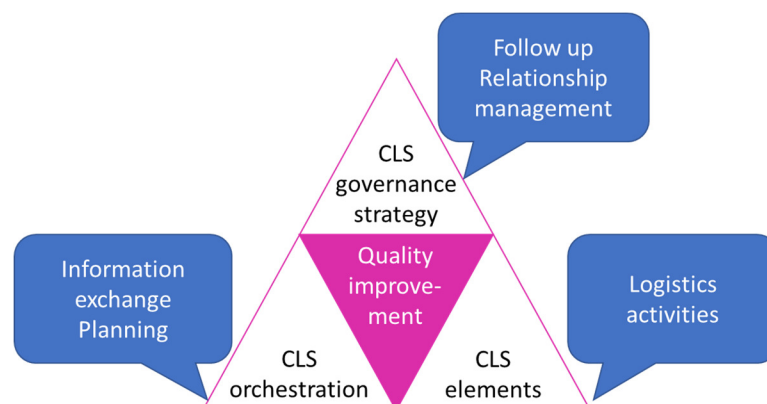 Follow up
Relationship
management
CLS
governance
strategy
Information
exchange
Planning
Quality
improve-
ment
Logistics
activities
CLS
orchestration
CLS
elements